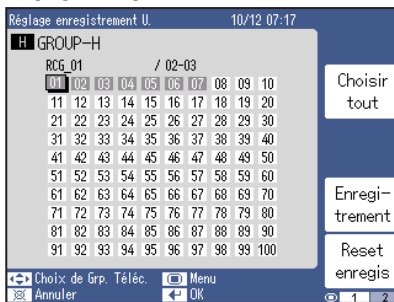 Réglage enregistrement U. 10/12 07:17
H GROUP-H
RCG_01 / 02-03
01 02 03 04 05 06 07 08 09 10
11 12 13 14 15 16 17 18 19 20
21 22 23 24 25 26 27 28 29 30
31 32 33 34 35 36 37 38 39 40
41 42 43 44 45 46 47 48 49 50
51 52 53 54 55 56 57 58 59 60
61 62 63 64 65 66 67 68 69 70
71 72 73 74 75 76 77 78 79 80
81 82 83 84 85 86 87 88 89 90
91 92 93 94 95 96 97 98 99 100
Choisir
tout
Enregi-
trement
Reset
enregis
Choix de Grp. Téléc. Menu
Annuler OK
1 2